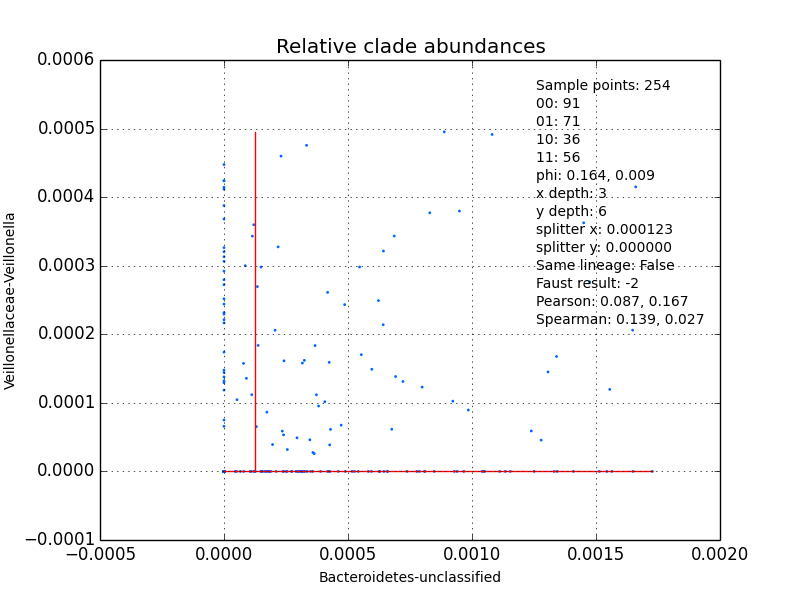 Relative clade abundances
0.0006
0.0005
0.0004
0.0003
0.0002
0.0001
0.0000
−0.0001
Veillonellaceae-Veillonella
Sample points: 254
00: 91
01: 71
10: 36
11: 56
phi: 0.164, 0.009
x depth: 3
y depth: 6
splitter x: 0.000123
splitter y: 0.000000
Same lineage: False
Faust result: -2
Pearson: 0.087, 0.167
Spearman: 0.139, 0.027
−0.0005 0.0000 0.0005 0.0010 0.0015 0.0020
Bacteroidetes-unclassified